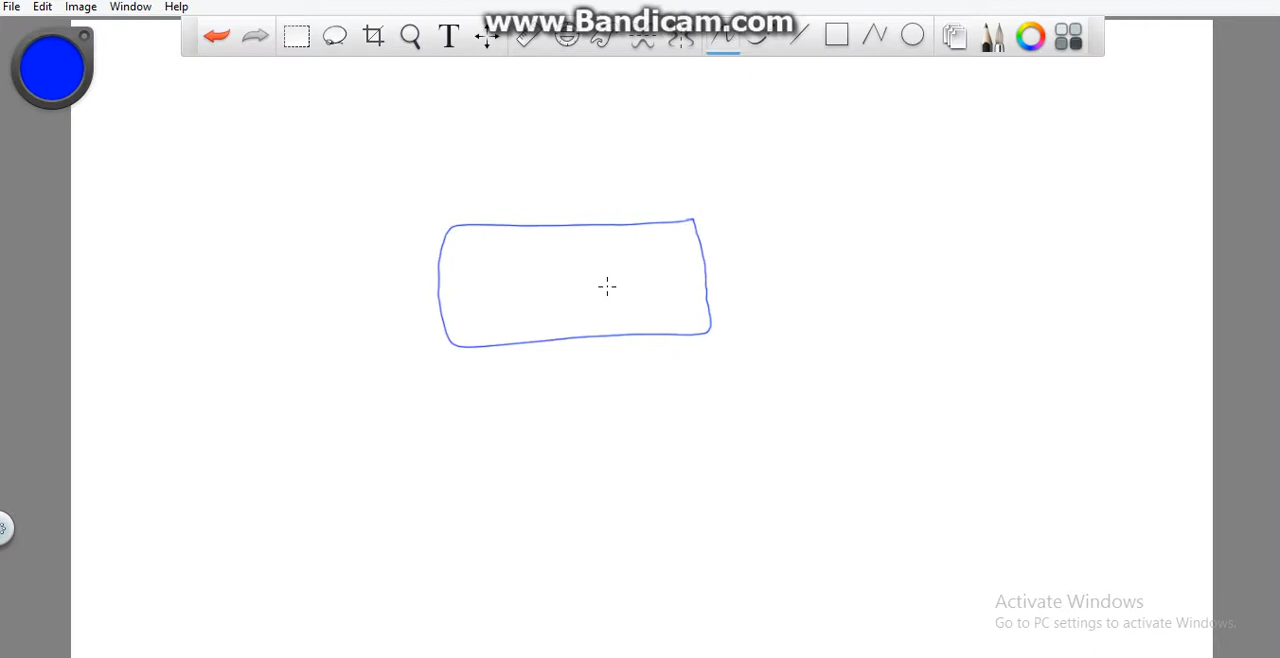 File Edit Image Window Help
www.Bandicam.com
T
Activate Windows
Go to PC settings to activate Windows.